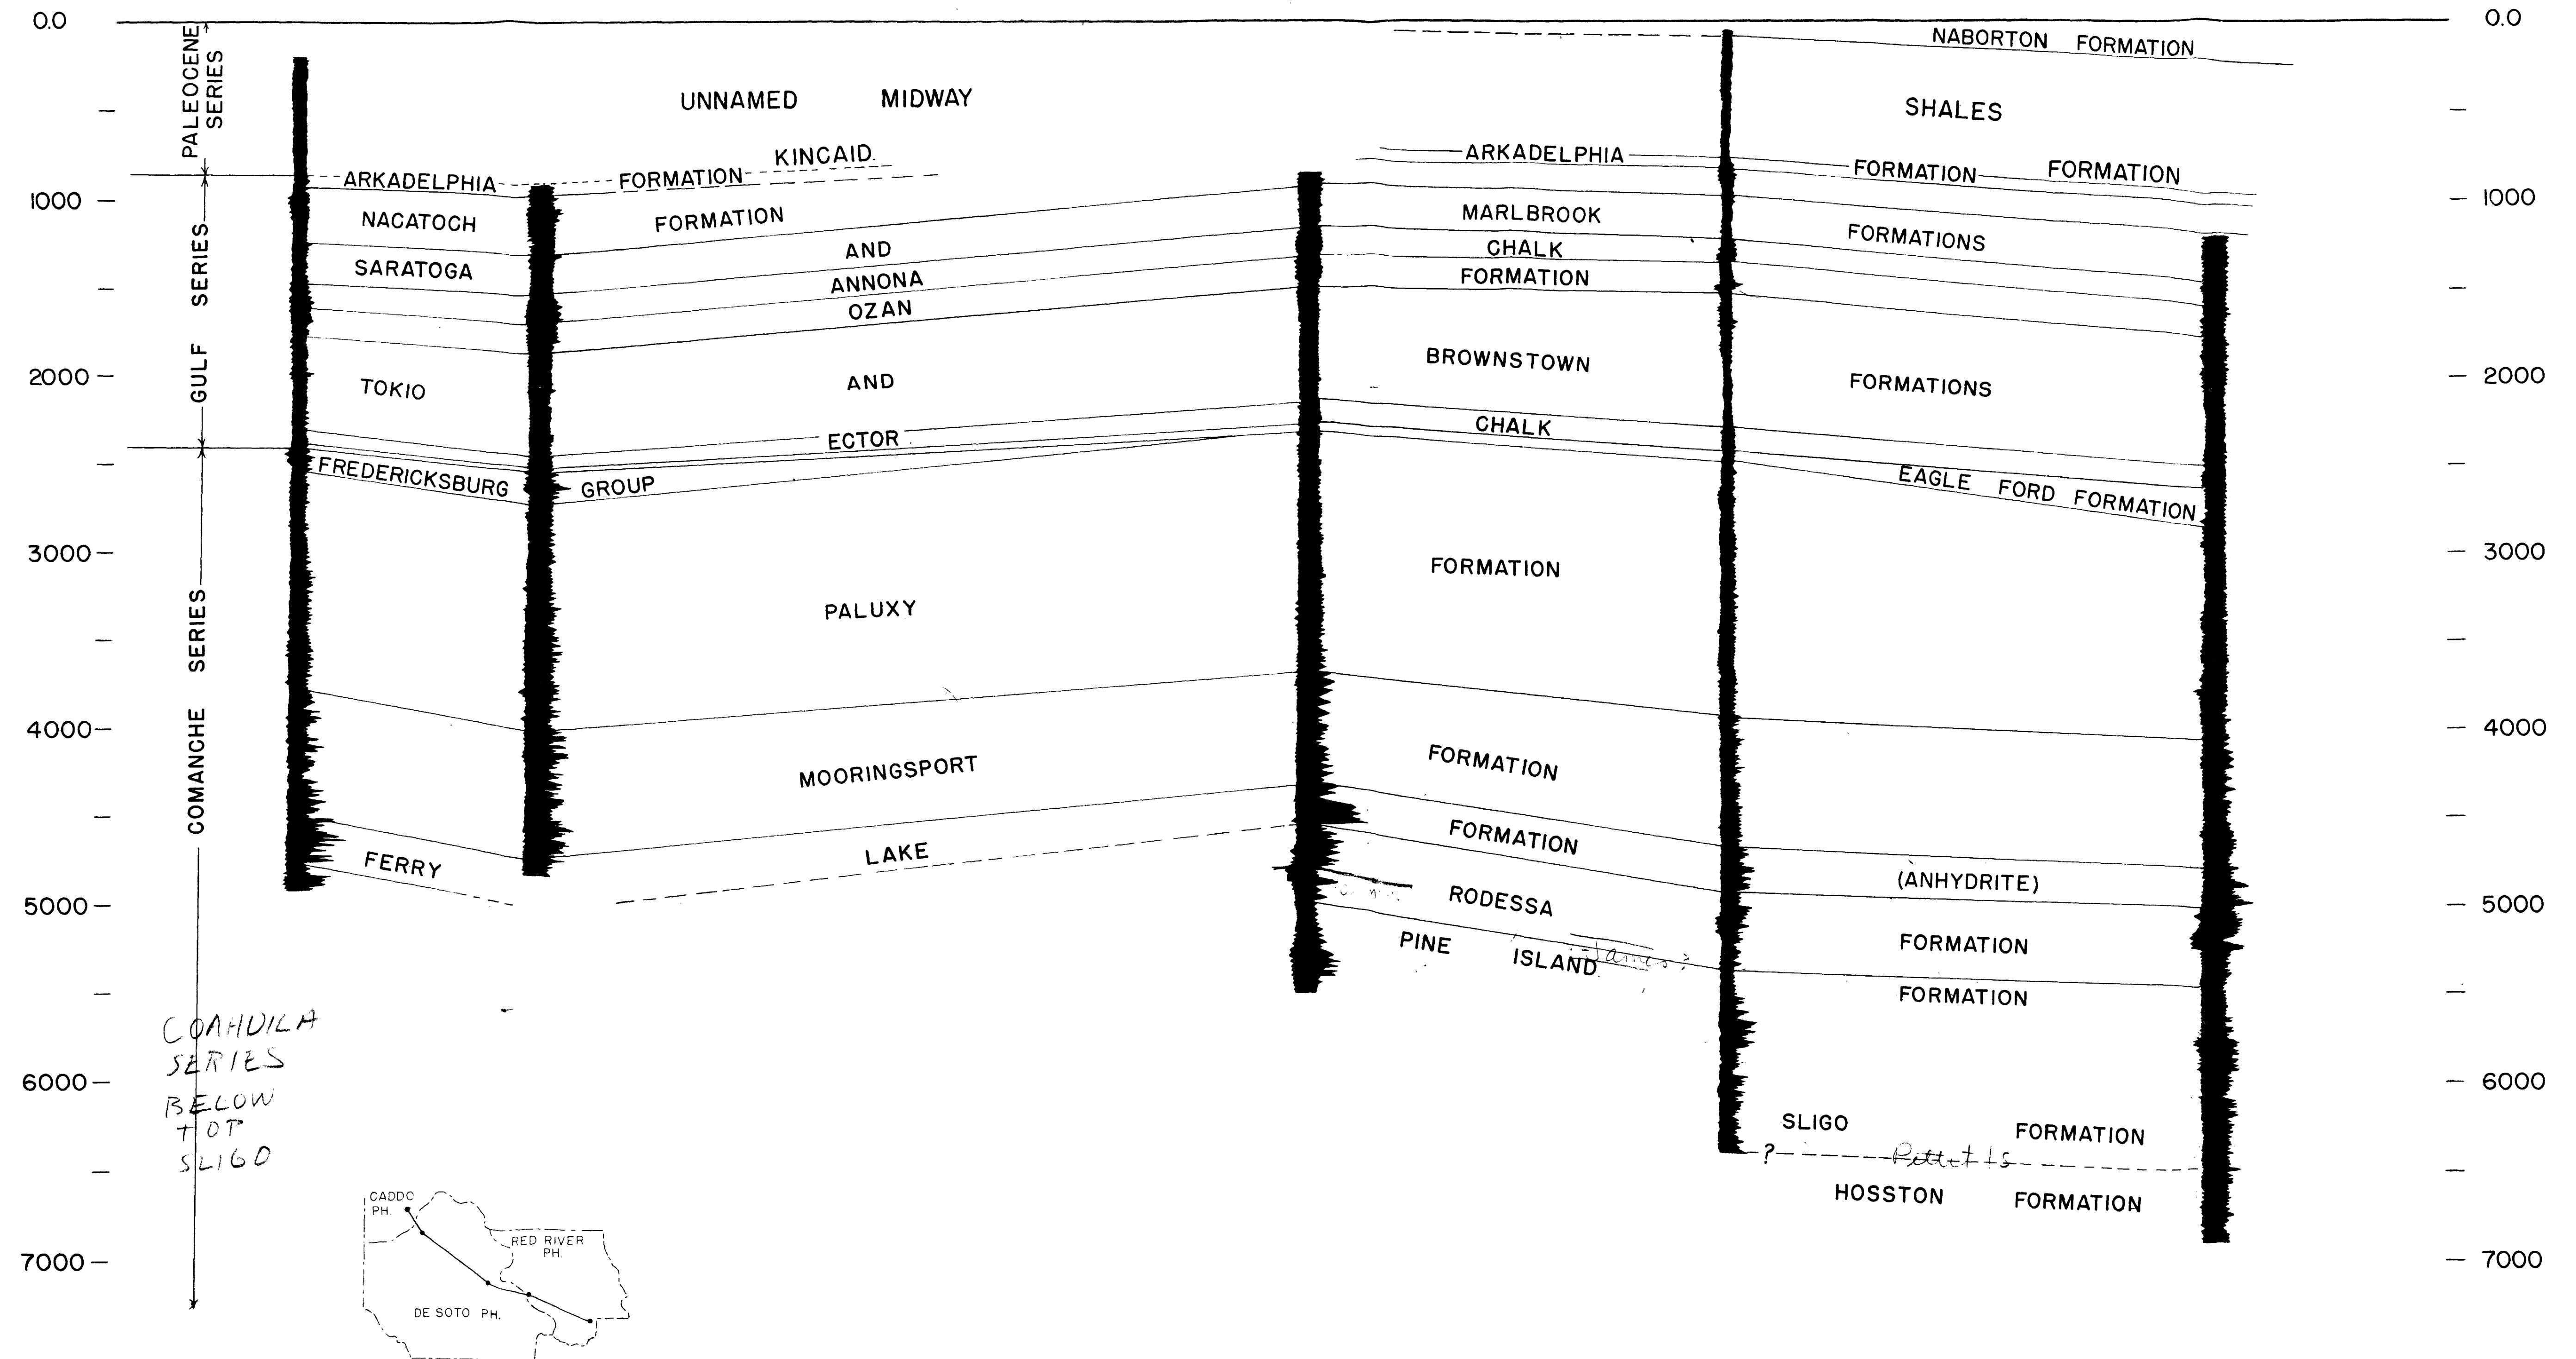 0.0
0.0
PALEOCENE
SERIES
NABORTON FORMATION
UNNAMED MIDWAY
SHALES
KINCAID
ARKADELPHIA
FORMATION
ARKADELPHIA
FORMATION
FORMATION
1000
1000
NACATOCH
FORMATION
MARLBROOK
FORMATIONS
AND
CHALK
SARATOGA
ANNONA
FORMATION
OZAN
GULF SERIES
BROWNSTOWN
2000
2000
TOKIO
AND
FORMATIONS
ECTOR
CHALK
FREDERICKSBURG
GROUP
EAGLE FORD FORMATION
3000
3000
FORMATION
PALUXY
COMANCHE SERIES
4000
4000
MOORINGSPORT
FORMATION
FORMATION
FERRY
LAKE
(ANHYDRITE)
5000
5000
RODESSA
PINE ISLAND
James?
FORMATION
FORMATION
COAHUILA
SERIES
BELOW
TOP
SLIGO
6000
6000
SLIGO
FORMATION
?
Pettet ls
HOSSTON
FORMATION
7000
7000
CADDO
PH.
RED RIVER
PH.
DE SOTO PH.